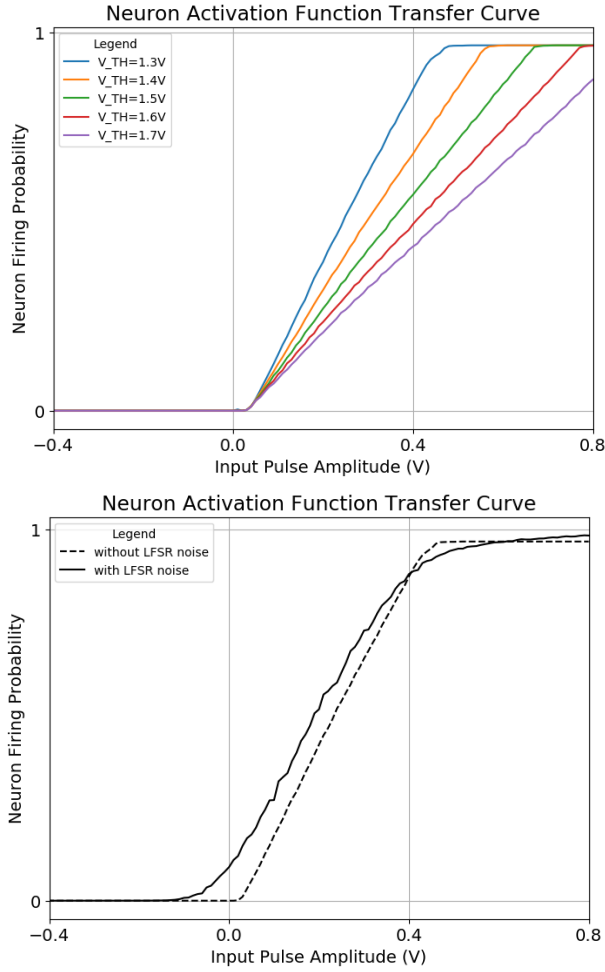 Neuron Activation Function Transfer Curve
1
Legend
V_TH=1.3V
V_TH=1.4V
V_TH=1.5V
V_TH=1.6V
V_TH=1.7V
Neuron Firing Probability
0
−0.4 0.0 0.4 0.8
Input Pulse Amplitude (V)
Neuron Activation Function Transfer Curve
1
Legend
without LFSR noise
with LFSR noise
Neuron Firing Probability
0
−0.4 0.0 0.4 0.8
Input Pulse Amplitude (V)